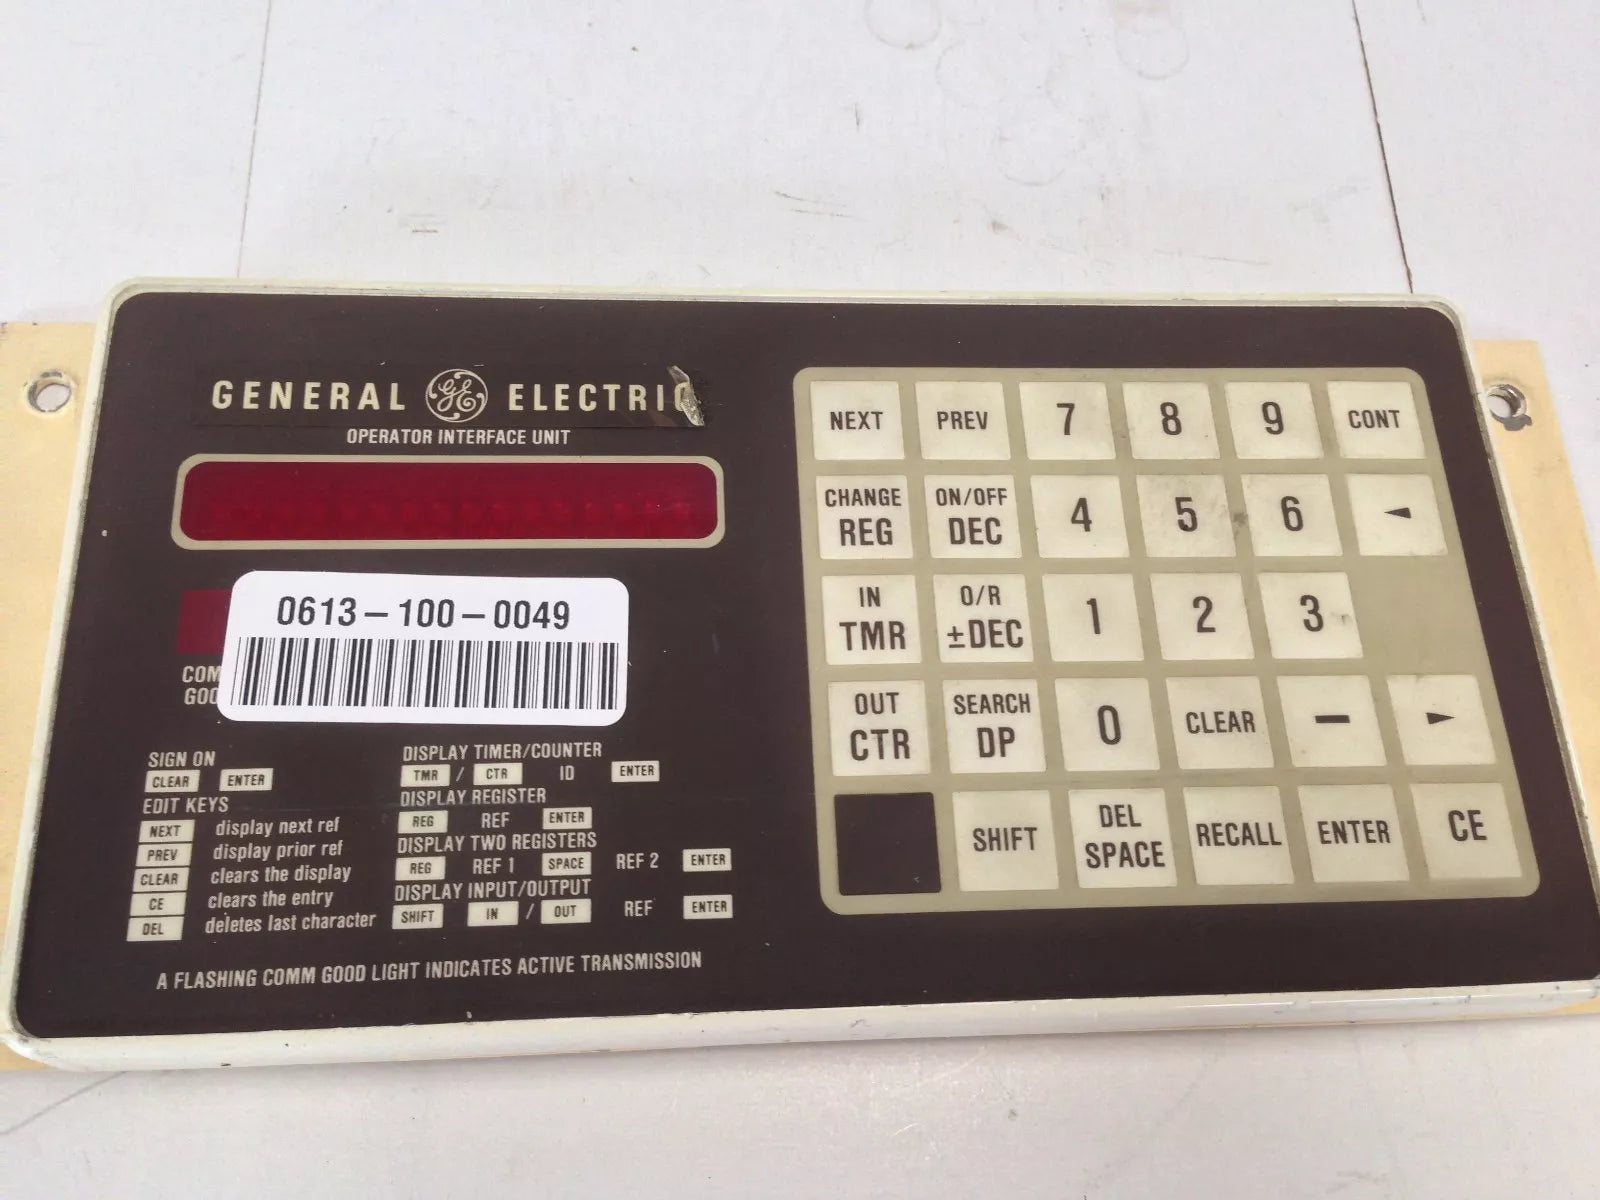 GENERAL GE ELECTRIC
OPERATOR INTERFACE UNIT
0613-100-0049
SIGN ON
CLEAR ENTER
EDIT KEYS
NEXT display next ref
PREV display prior ref
CLEAR clears the display
CE clears the entry
DEL deletes last character
DISPLAY TIMER/COUNTER
TMR / CTR ID ENTER
DISPLAY REGISTER
REG REF ENTER
DISPLAY TWO REGISTERS
REG REF 1 SPACE REF 2 ENTER
DISPLAY INPUT/OUTPUT
SHIFT IN / OUT REF ENTER
A FLASHING COMM GOOD LIGHT INDICATES ACTIVE TRANSMISSION
NEXT PREV 7 8 9 CONT
CHANGE ON/OFF
REG DEC 4 5 6 ◄
IN O/R
TMR ±DEC 1 2 3
OUT SEARCH
CTR DP 0 CLEAR − ►
DEL
SHIFT SPACE RECALL ENTER CE